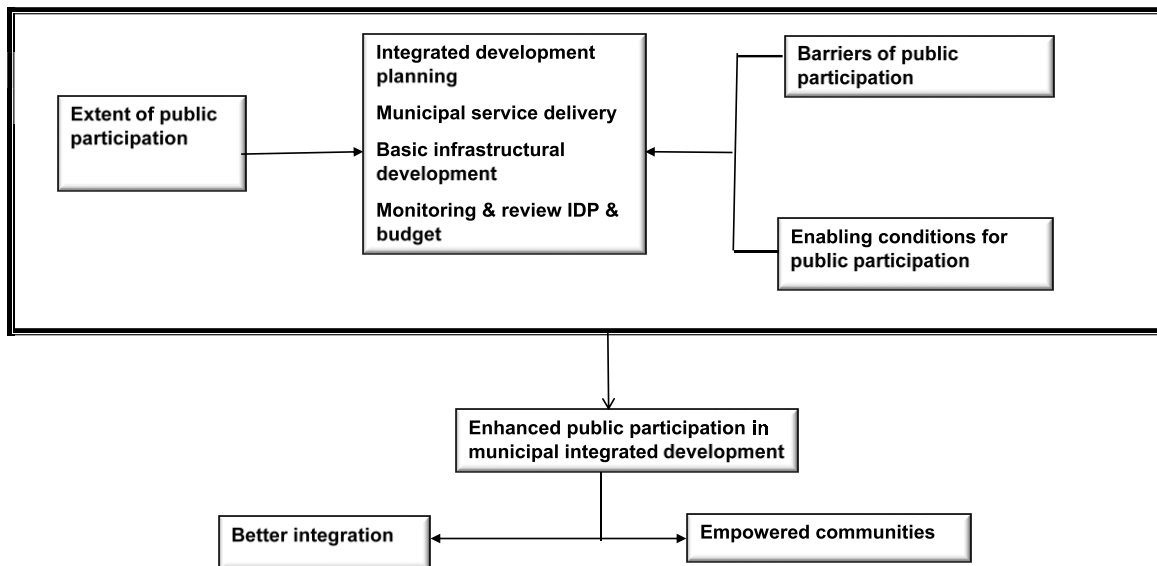 Extent of public
participation
Integrated development
planning
Municipal service delivery
Basic infrastructural
development
Monitoring & review IDP &
budget
Barriers of public
participation
Enabling conditions for
public participation
Enhanced public participation in
municipal integrated development
Better integration
Empowered communities